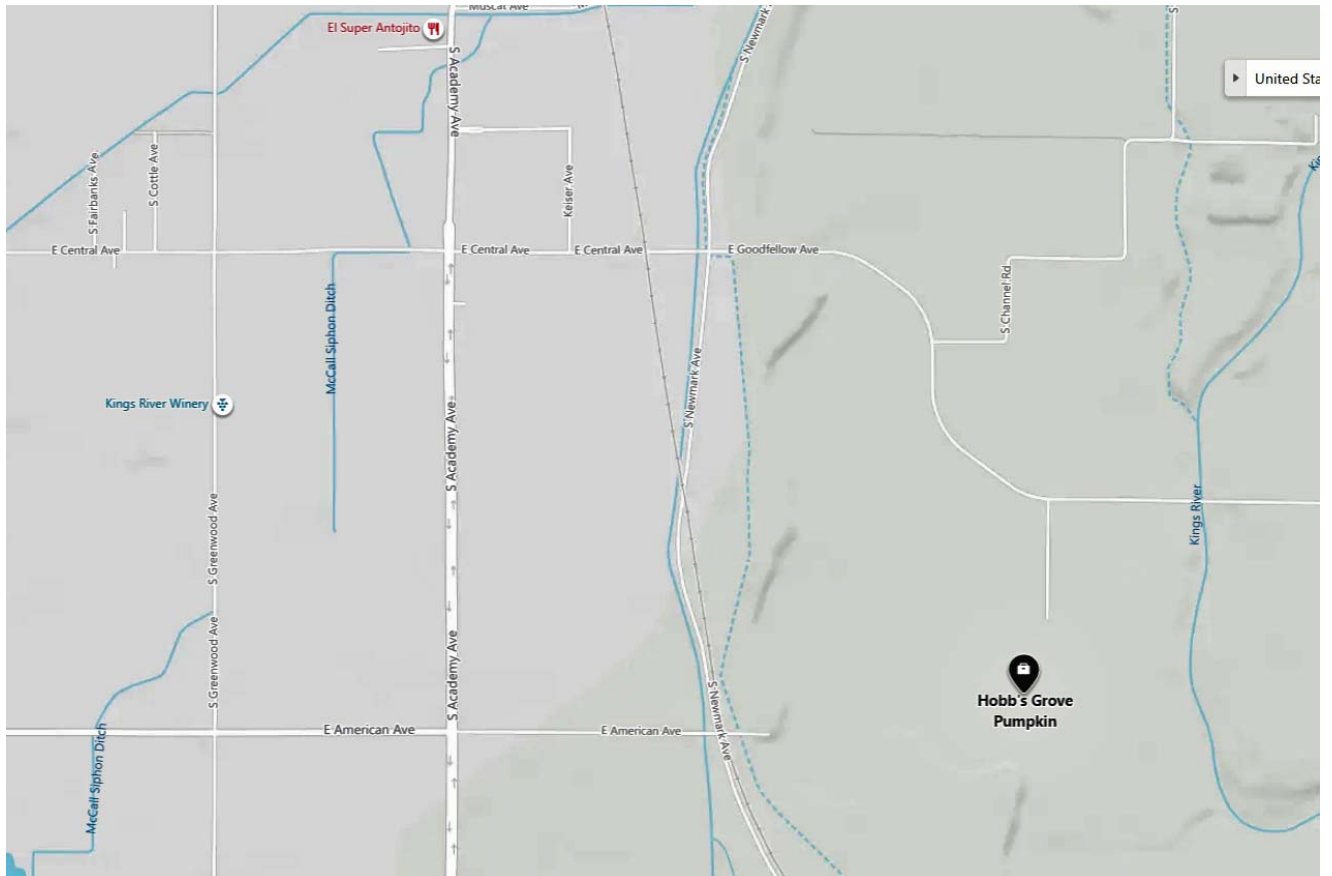 Muscat Ave
El Super Antojito
S Newmark
United Sta
S Academy Ave
S Fairbanks Ave
S Cottle Ave
Keiser Ave
E Central Ave
E Central Ave
E Central Ave
E Goodfellow Ave
S Channel Rd
McCall Siphon Ditch
S Newmark Ave
Kings River Winery
S Academy Ave
S Greenwood Ave
Kings River
S Greenwood Ave
S Academy Ave
S Newmark Ave
Hobb's Grove
Pumpkin
E American Ave
E American Ave
McCall Siphon Ditch